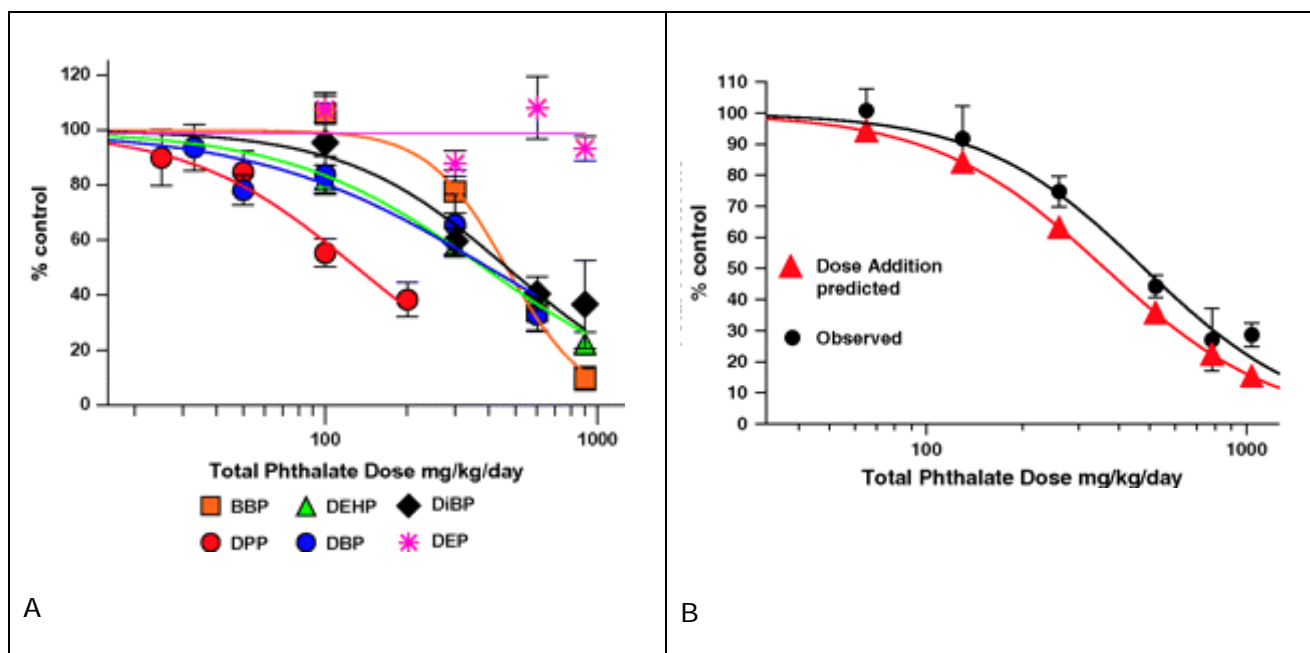 120
100
80
60
40
20
0
% control
100
1000
Total Phthalate Dose mg/kg/day
BBP
DEHP
DiBP
DPP
DBP
DEP
A
110
100
90
80
70
60
50
40
30
20
10
0
% control
Dose Addition
predicted
Observed
100
1000
Total Phthalate Dose mg/kg/day
B